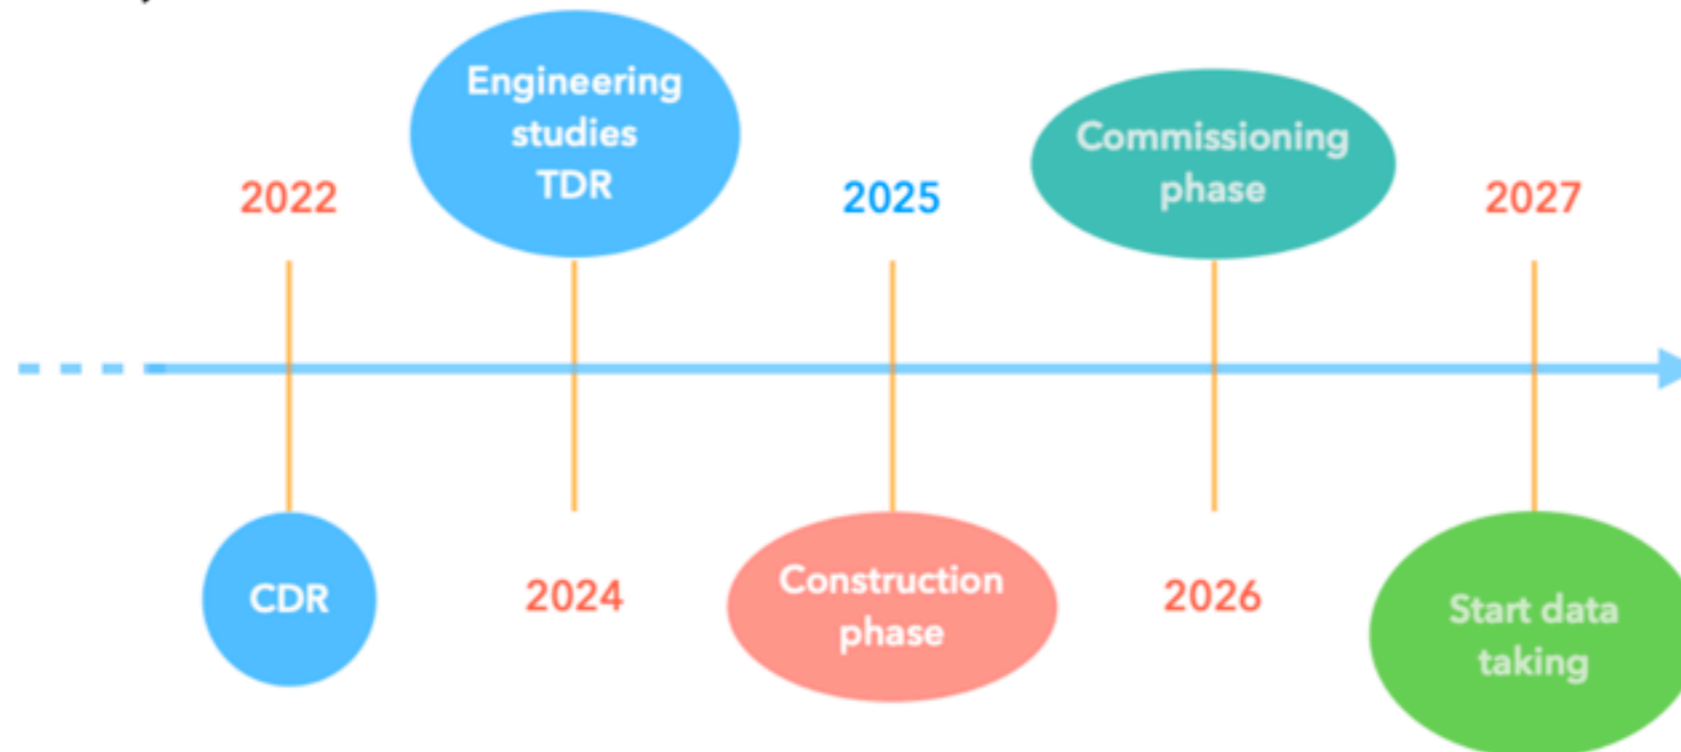 Engineering
studies
TDR
Commissioning
phase
2022
2025
2027
CDR
2024
Construction
phase
2026
Start data
taking